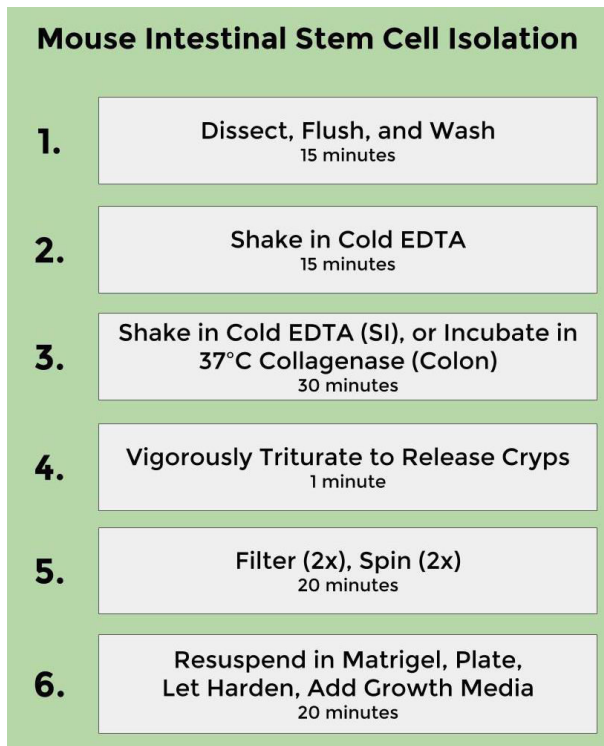 Mouse Intestinal Stem Cell Isolation
1.
Dissect, Flush, and Wash
15 minutes
2.
Shake in Cold EDTA
15 minutes
3.
Shake in Cold EDTA (SI), or Incubate in
37°C Collagenase (Colon)
30 minutes
4.
Vigorously Triturate to Release Cryps
1 minute
5.
Filter (2x), Spin (2x)
20 minutes
6.
Resuspend in Matrigel, Plate,
Let Harden, Add Growth Media
20 minutes